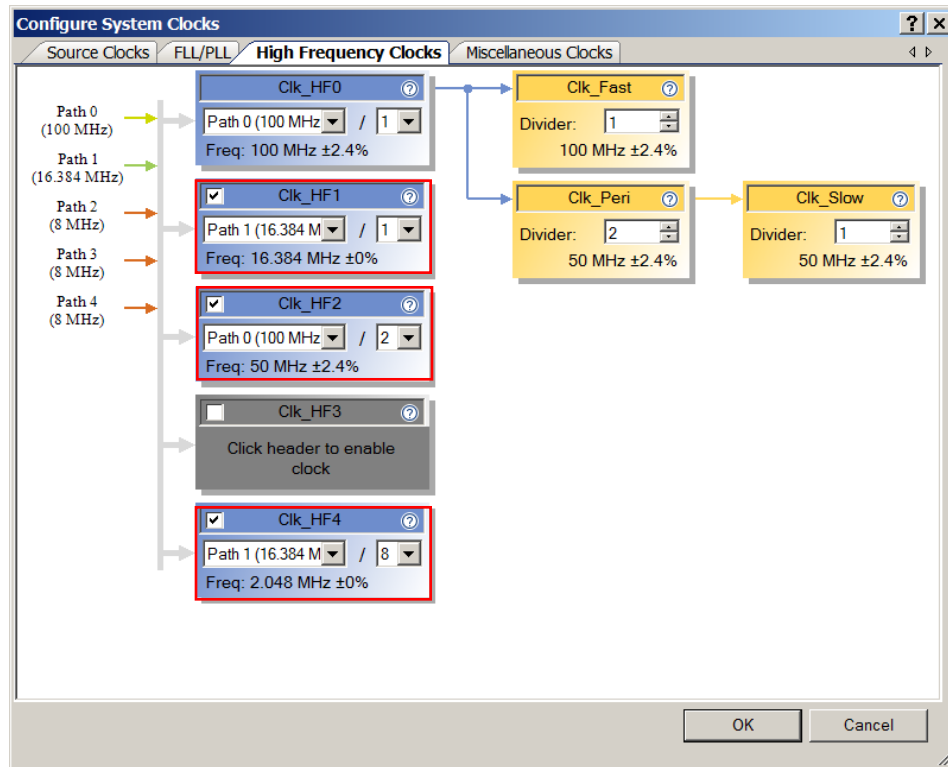 Configure System Clocks
Source Clocks FLL/PLL High Frequency Clocks Miscellaneous Clocks
Path 0
(100 MHz)
Path 1
(16.384 MHz)
Path 2
(8 MHz)
Path 3
(8 MHz)
Path 4
(8 MHz)
Clk_HF0
Path 0 (100 MHz / 1
Freq: 100 MHz ±2.4%
Clk_HF1
Path 1 (16.384 M / 1
Freq: 16.384 MHz ±0%
Clk_HF2
Path 0 (100 MHz / 2
Freq: 50 MHz ±2.4%
Clk_HF3
Click header to enable
clock
Clk_HF4
Path 1 (16.384 M / 8
Freq: 2.048 MHz ±0%
Clk_Fast
Divider: 1
100 MHz ±2.4%
Clk_Peri
Divider: 2
50 MHz ±2.4%
Clk_Slow
Divider: 1
50 MHz ±2.4%
OK Cancel